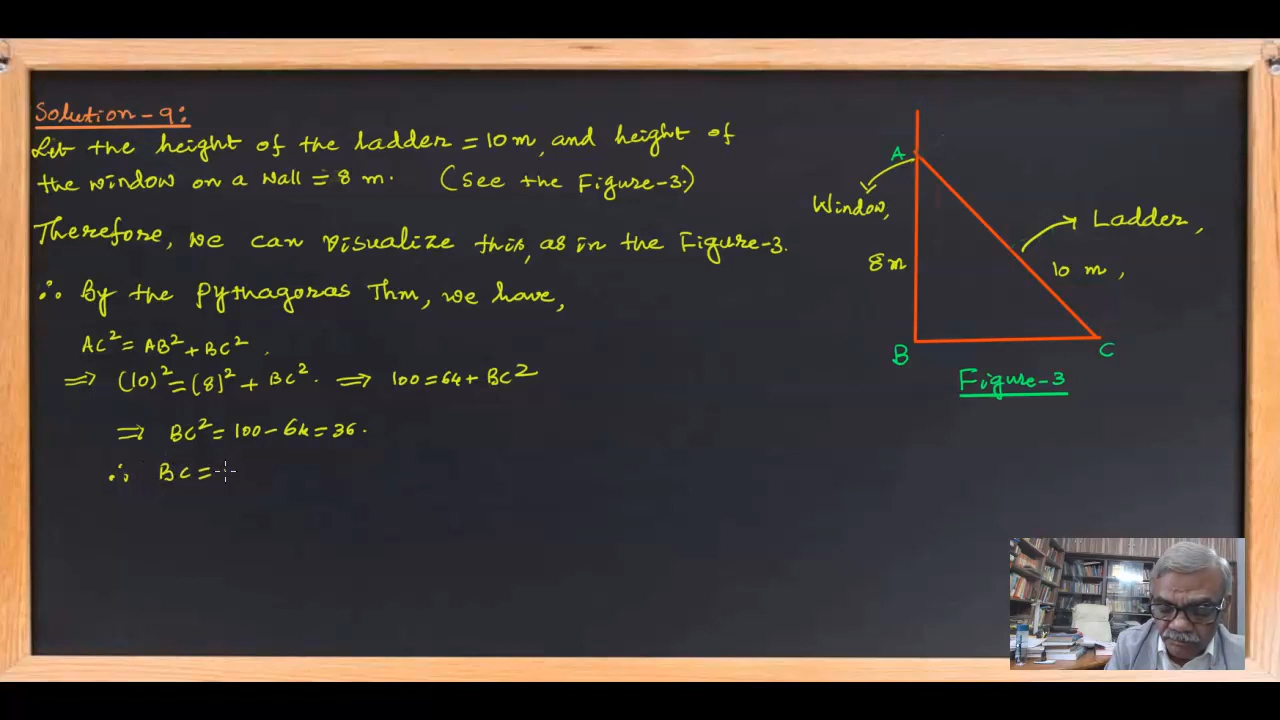 Solution-9:
Let the height of the ladder = 10 m, and height of
the window on a wall = 8 m. (See the Figure-3.)
Therefore, we can visualize this, as in the Figure-3.
∴ By the Pythagoras Thm, we have,
AC² = AB² + BC².
⇒ (10)² = (8)² + BC². ⇒ 100 = 64 + BC²
⇒ BC² = 100 - 64 = 36.
∴ BC =
A
Window,
Ladder,
8 m
10 m,
B
C
Figure-3